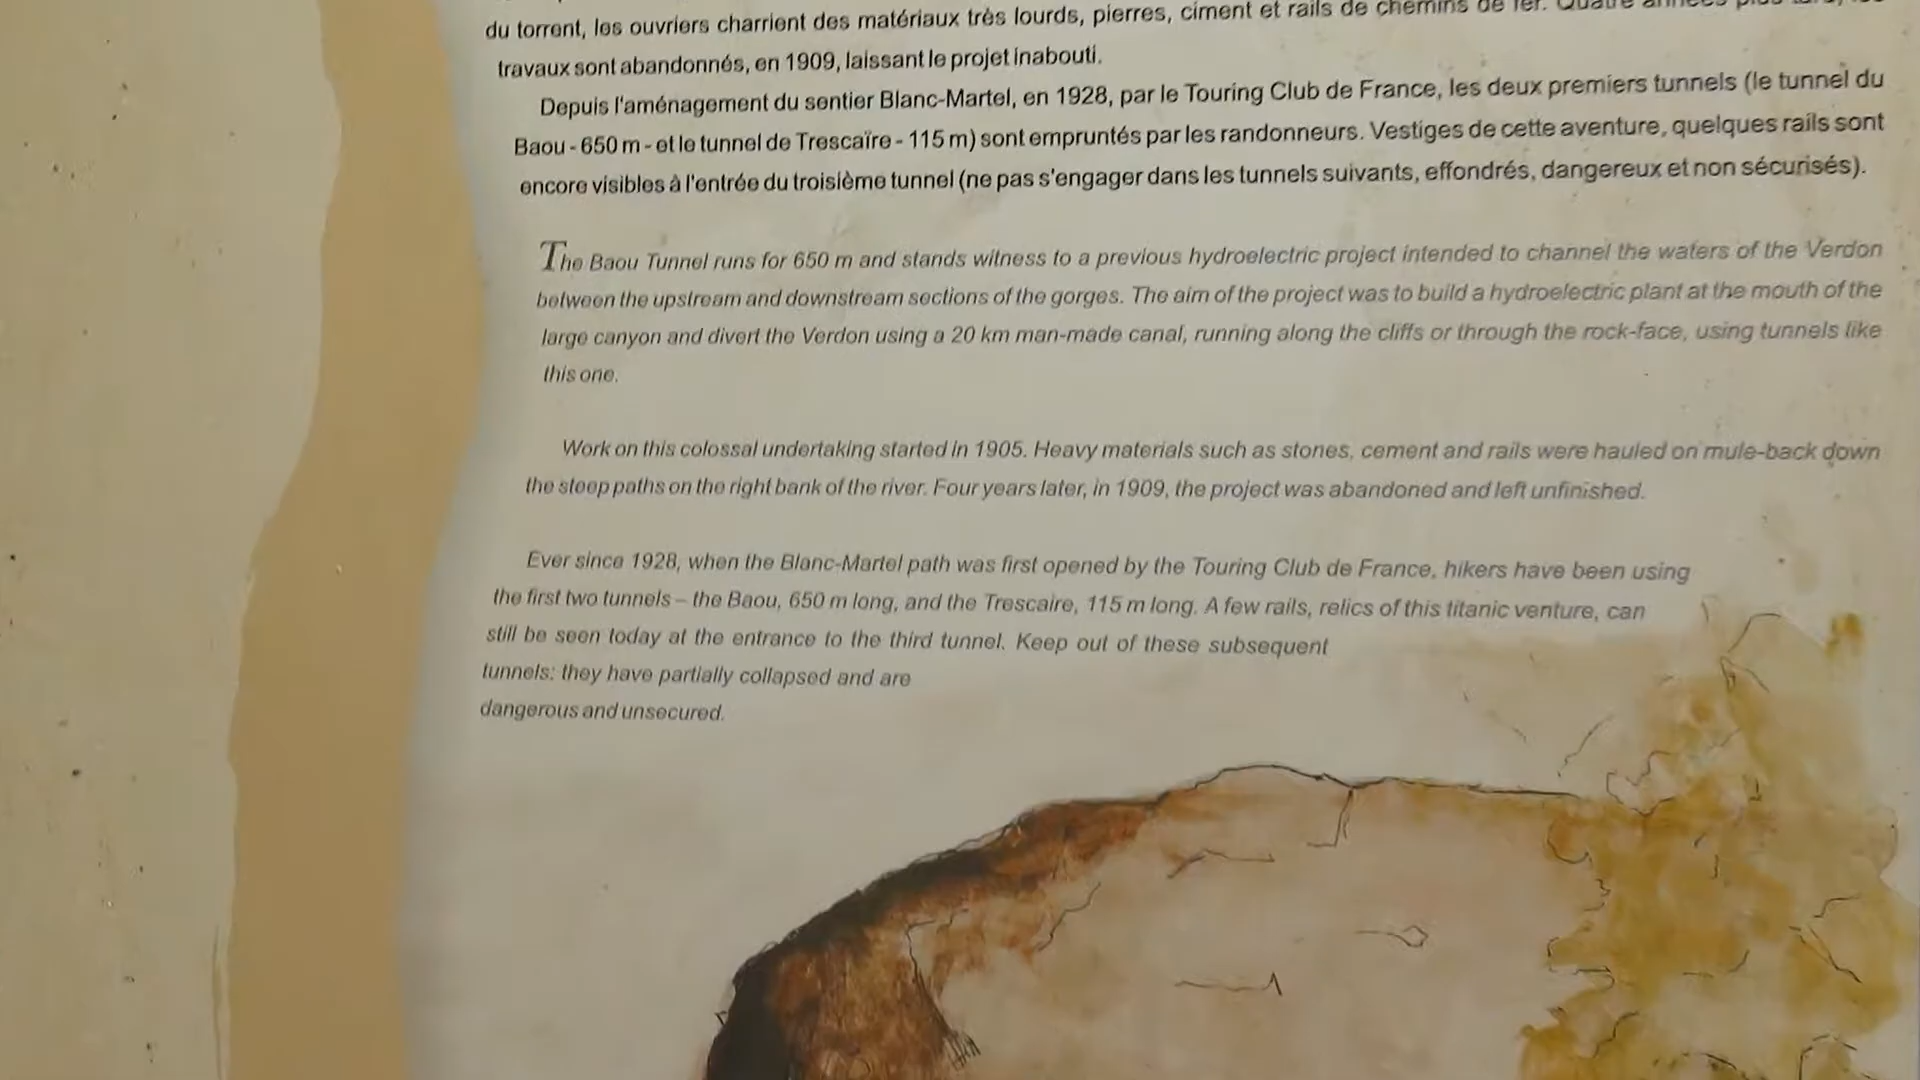 du torrent, les ouvriers charrient des matériaux très lourds, pierres, ciment et rails de chemins de fer. Quatre années plus tard, les
travaux sont abandonnés, en 1909, laissant le projet inabouti.
Depuis l'aménagement du sentier Blanc-Martel, en 1928, par le Touring Club de France, les deux premiers tunnels (le tunnel du
Baou - 650 m - et le tunnel de Trescaïre - 115 m) sont empruntés par les randonneurs. Vestiges de cette aventure, quelques rails sont
encore visibles à l'entrée du troisième tunnel (ne pas s'engager dans les tunnels suivants, effondrés, dangereux et non sécurisés).
The Baou Tunnel runs for 650 m and stands witness to a previous hydroelectric project intended to channel the waters of the Verdon
between the upstream and downstream sections of the gorges. The aim of the project was to build a hydroelectric plant at the mouth of the
large canyon and divert the Verdon using a 20 km man-made canal, running along the cliffs or through the rock-face, using tunnels like
this one.
Work on this colossal undertaking started in 1905. Heavy materials such as stones, cement and rails were hauled on mule-back down
the steep paths on the right bank of the river. Four years later, in 1909, the project was abandoned and left unfinished.
Ever since 1928, when the Blanc-Martel path was first opened by the Touring Club de France, hikers have been using
the first two tunnels – the Baou, 650 m long, and the Trescaire, 115 m long. A few rails, relics of this titanic venture, can
still be seen today at the entrance to the third tunnel. Keep out of these subsequent
tunnels: they have partially collapsed and are
dangerous and unsecured.